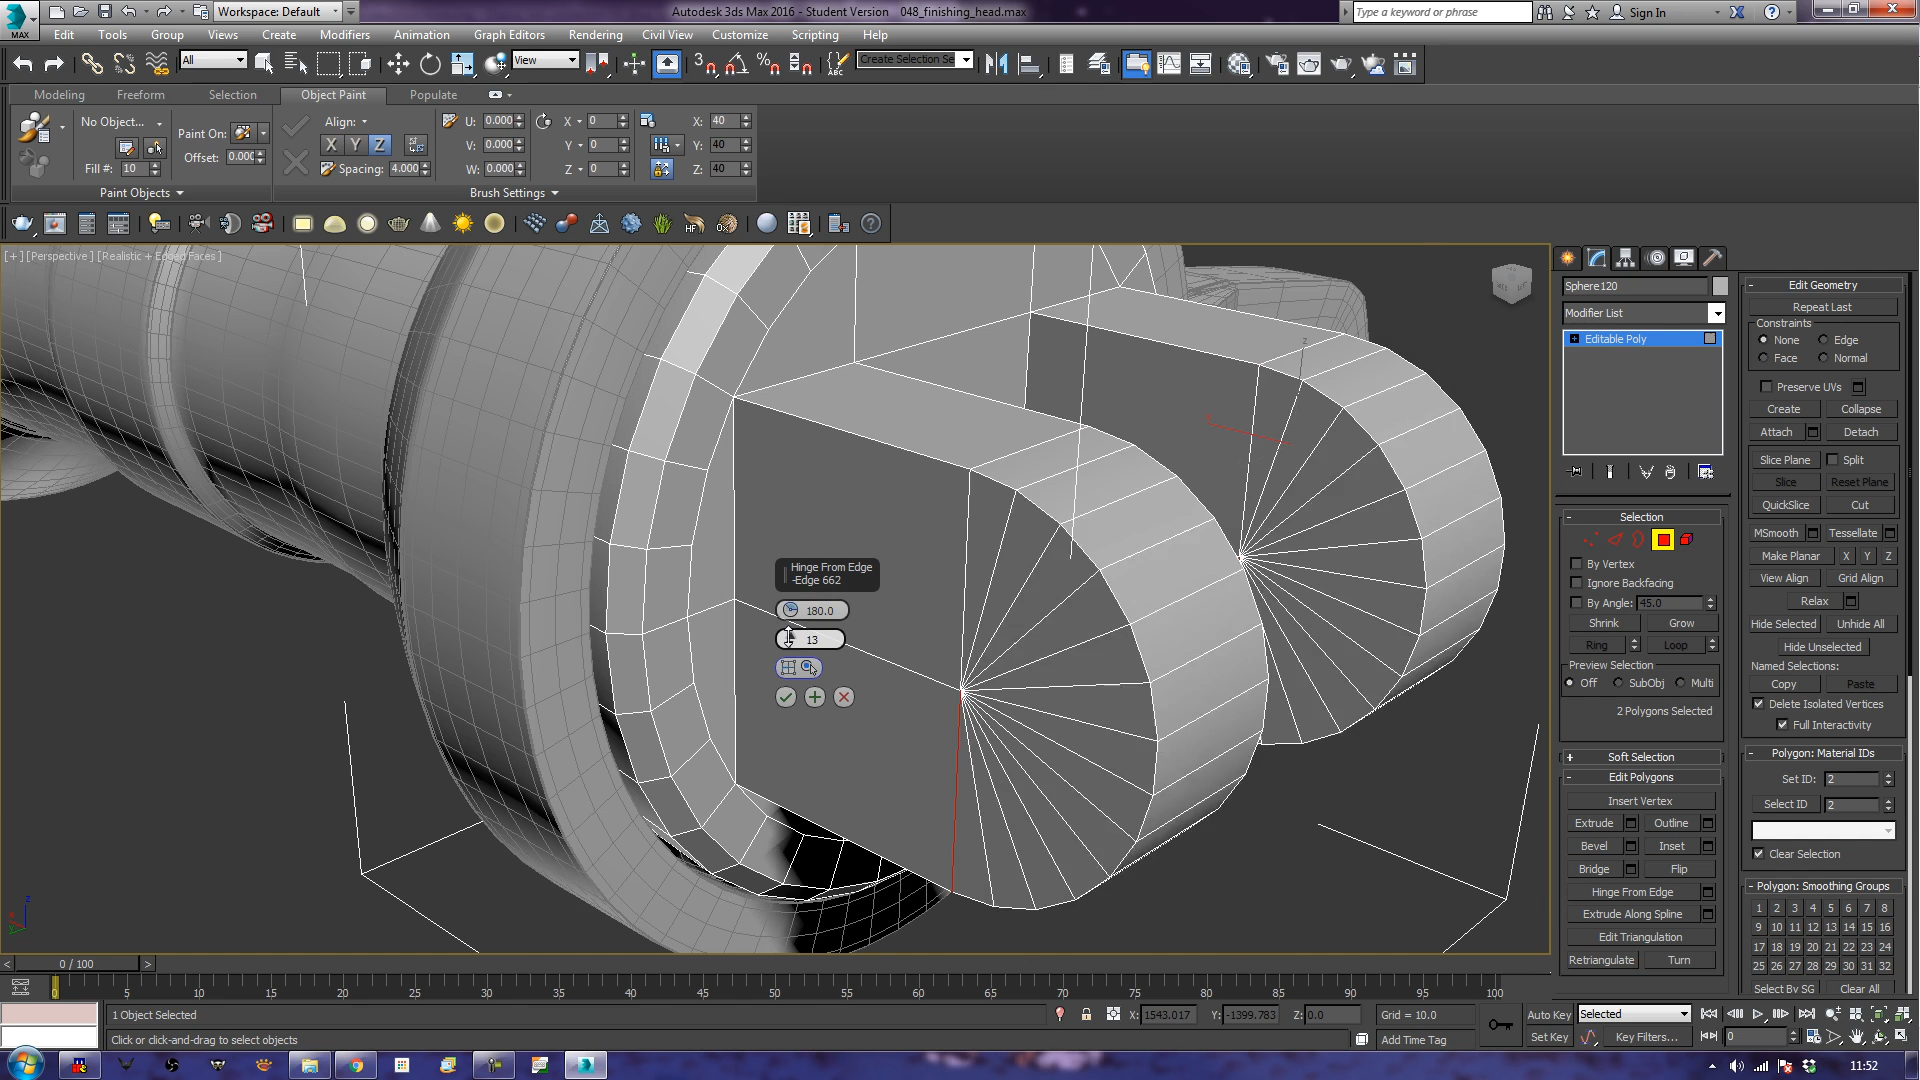 Workspace: Default
Autodesk 3ds Max 2016 - Student Version    048_finishing_head.max
Type a keyword or phrase
Sign In
MAX
Edit Tools Group Views Create Modifiers Animation Graph Editors Rendering Civil View Customize Scripting Help
All
View
3
ABC
Create Selection Se
Modeling Freeform Selection Object Paint Populate
No Object...
Paint On:
Align:
U: 0.000 X 0 X: 40
Fill #: 10
Offset: 0.000
X Y Z
V: 0.000 Y 0 Y: 40
Spacing: 4.000
W: 0.000 Z 0 Z: 40
Paint Objects
Brush Settings
HF
[+] [Perspective] [Realistic + Edged Faces]
Hinge From Edge
-Edge 662
180.0
13
Sphere120
Modifier List
Editable Poly
Selection
By Vertex
Ignore Backfacing
By Angle: 45.0
Shrink Grow
Ring Loop
Preview Selection
Off SubObj Multi
2 Polygons Selected
Soft Selection
Edit Polygons
Insert Vertex
Extrude Outline
Bevel Inset
Bridge Flip
Hinge From Edge
Extrude Along Spline
Edit Triangulation
Retriangulate Turn
Edit Geometry
Repeat Last
Constraints
None Edge
Face Normal
Preserve UVs
Create Collapse
Attach Detach
Slice Plane Split
Slice Reset Plane
QuickSlice Cut
MSmooth Tessellate
Make Planar X Y Z
View Align Grid Align
Relax
Hide Selected Unhide All
Hide Unselected
Named Selections:
Copy Paste
Delete Isolated Vertices
Full Interactivity
Polygon: Material IDs
Set ID: 2
Select ID 2
Clear Selection
Polygon: Smoothing Groups
1 2 3 4 5 6 7 8
9 10 11 12 13 14 15 16
17 18 19 20 21 22 23 24
25 26 27 28 29 30 31 32
Select By SG Clear All
< 0 / 100 >
0 5 10 15 20 25 30 35 40 45 50 55 60 65 70 75 80 85 90 95 100
1 Object Selected
X: 1543.017 Y: -1399.783 Z: 0.0
Grid = 10.0
Auto Key Selected
Click or click-and-drag to select objects
Add Time Tag
Set Key Key Filters... 0
11:52